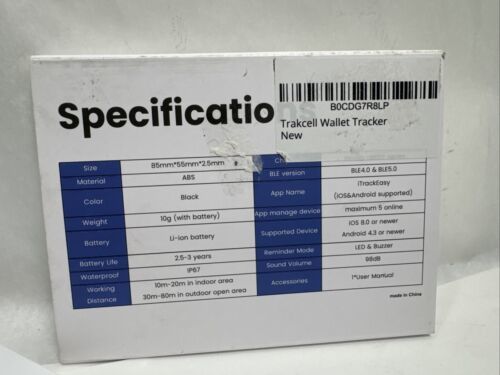 Specificatio
B0CDG7R8LP
Trakcell Wallet Tracker
New
Size 85mm*55mm*2.5mm
Material ABS
Color Black
Weight 10g (with battery)
Battery Li-ion battery
Battery Life 2.5-3 years
Waterproof IP67
Working Distance 10m-20m in indoor area
30m-80m in outdoor open area
Ch
BLE version BLE4.0 & BLE5.0
App Name iTrackEasy
(iOS&Android supported)
App manage device maximum 5 online
Supported Device iOS 8.0 or newer
Android 4.3 or newer
Reminder Mode LED & Buzzer
Sound Volume 98dB
Accessories 1*User Manual
made in China